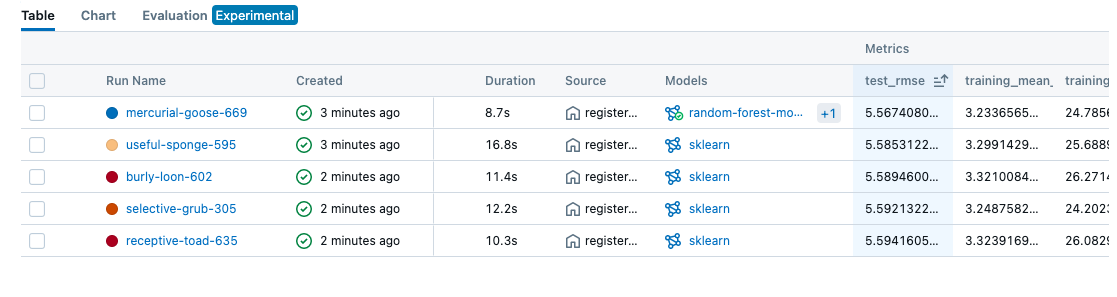 Table Chart Evaluation Experimental
Metrics
Run Name Created Duration Source Models test_rmse training_mean_ training
mercurial-goose-669 3 minutes ago 8.7s register... random-forest-mo... +1 5.5674080... 3.2336565... 24.7856
useful-sponge-595 3 minutes ago 16.8s register... sklearn 5.5853122... 3.2991429... 25.6889
burly-loon-602 2 minutes ago 11.4s register... sklearn 5.5894600... 3.3210084... 26.2714
selective-grub-305 2 minutes ago 12.2s register... sklearn 5.5921322... 3.2487582... 24.2023
receptive-toad-635 2 minutes ago 10.3s register... sklearn 5.5941605... 3.3239169... 26.0829